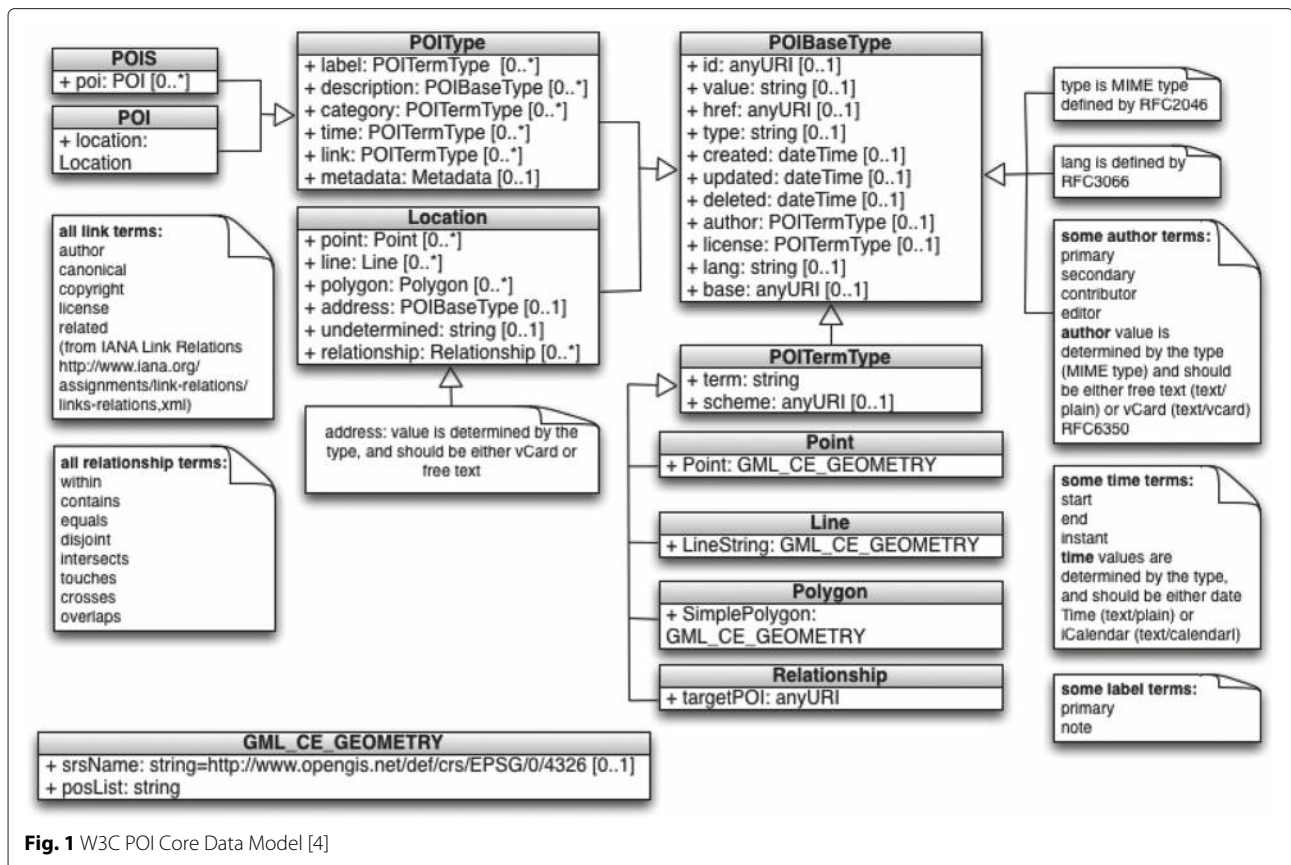 POIS
+ poi: POI [0..*]
POI
+ location:
Location
POIType
+ label: POITermType [0..*]
+ description: POIBaseType [0..*]
+ category: POITermType [0..*]
+ time: POITermType [0..*]
+ link: POITermType [0..*]
+ metadata: Metadata [0..1]
POIBaseType
+ id: anyURI [0..1]
+ value: string [0..1]
+ href: anyURI [0..1]
+ type: string [0..1]
+ created: dateTime [0..1]
+ updated: dateTime [0..1]
+ deleted: dateTime [0..1]
+ author: POITermType [0..1]
+ license: POITermType [0..1]
+ lang: string [0..1]
+ base: anyURI [0..1]
type is MIME type
defined by RFC2046
lang is defined by
RFC3066
all link terms:
author
canonical
copyright
license
related
(from IANA Link Relations
http://www.iana.org/
assignments/link-relations/
links-relations,xml)
Location
+ point: Point [0..*]
+ line: Line [0..*]
+ polygon: Polygon [0..*]
+ address: POIBaseType [0..1]
+ undetermined: string [0..1]
+ relationship: Relationship [0..*]
some author terms:
primary
secondary
contributor
editor
author value is
determined by the type
(MIME type) and should
be either free text (text/
plain) or vCard (text/vcard)
RFC6350
POITermType
+ term: string
+ scheme: anyURI [0..1]
address: value is determined by the
type, and should be either vCard or
free text
all relationship terms:
within
contains
equals
disjoint
intersects
touches
crosses
overlaps
Point
+ Point: GML_CE_GEOMETRY
Line
+ LineString: GML_CE_GEOMETRY
Polygon
+ SimplePolygon:
GML_CE_GEOMETRY
Relationship
+ targetPOI: anyURI
some time terms:
start
end
instant
time values are
determined by the type,
and should be either date
Time (text/plain) or
iCalendar (text/calendarl)
some label terms:
primary
note
GML_CE_GEOMETRY
+ srsName: string=http://www.opengis.net/def/crs/EPSG/0/4326 [0..1]
+ posList: string
Fig. 1 W3C POI Core Data Model [4]